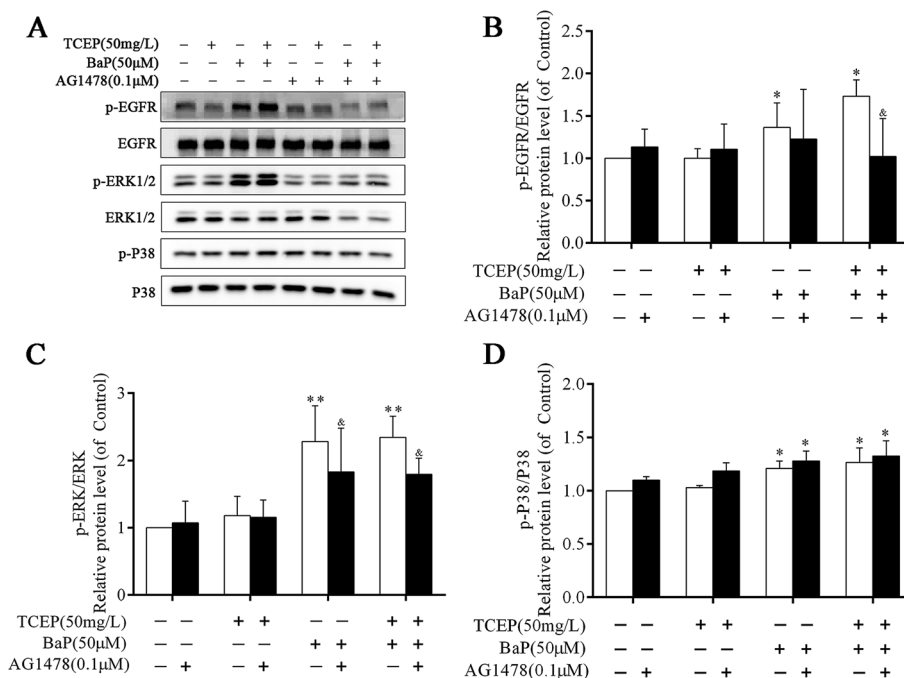 A
TCEP(50mg/L) − + − + − + − +
BaP(50μM) − − + + − − + +
AG1478(0.1μM) − − − − + + + +
p-EGFR
EGFR
p-ERK1/2
ERK1/2
p-P38
P38
B
p-EGFR/EGFR
Relative protein level (of Control)
2.5
2.0
1.5
1.0
0.5
0.0
*
*
&
TCEP(50mg/L) − − + + − − + +
BaP(50μM) − − − − + + + +
AG1478(0.1μM) − + − + − + − +
C
p-ERK/ERK
Relative protein level (of Control)
3
2
1
0
**
&
**
&
TCEP(50mg/L) − − + + − − + +
BaP(50μM) − − − − + + + +
AG1478(0.1μM) − + − + − + − +
D
p-P38/P38
Relative protein level (of Control)
2.0
1.5
1.0
0.5
0.0
*
*
*
*
TCEP(50mg/L) − − + + − − + +
BaP(50μM) − − − − + + + +
AG1478(0.1μM) − + − + − + − +